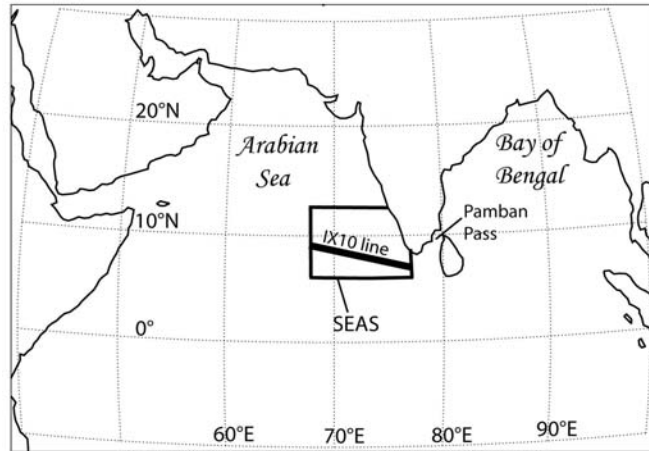 20°N
Arabian
Sea
Bay of
Bengal
10°N
Pamban
Pass
IX10 line
SEAS
0°
60°E
70°E
80°E
90°E